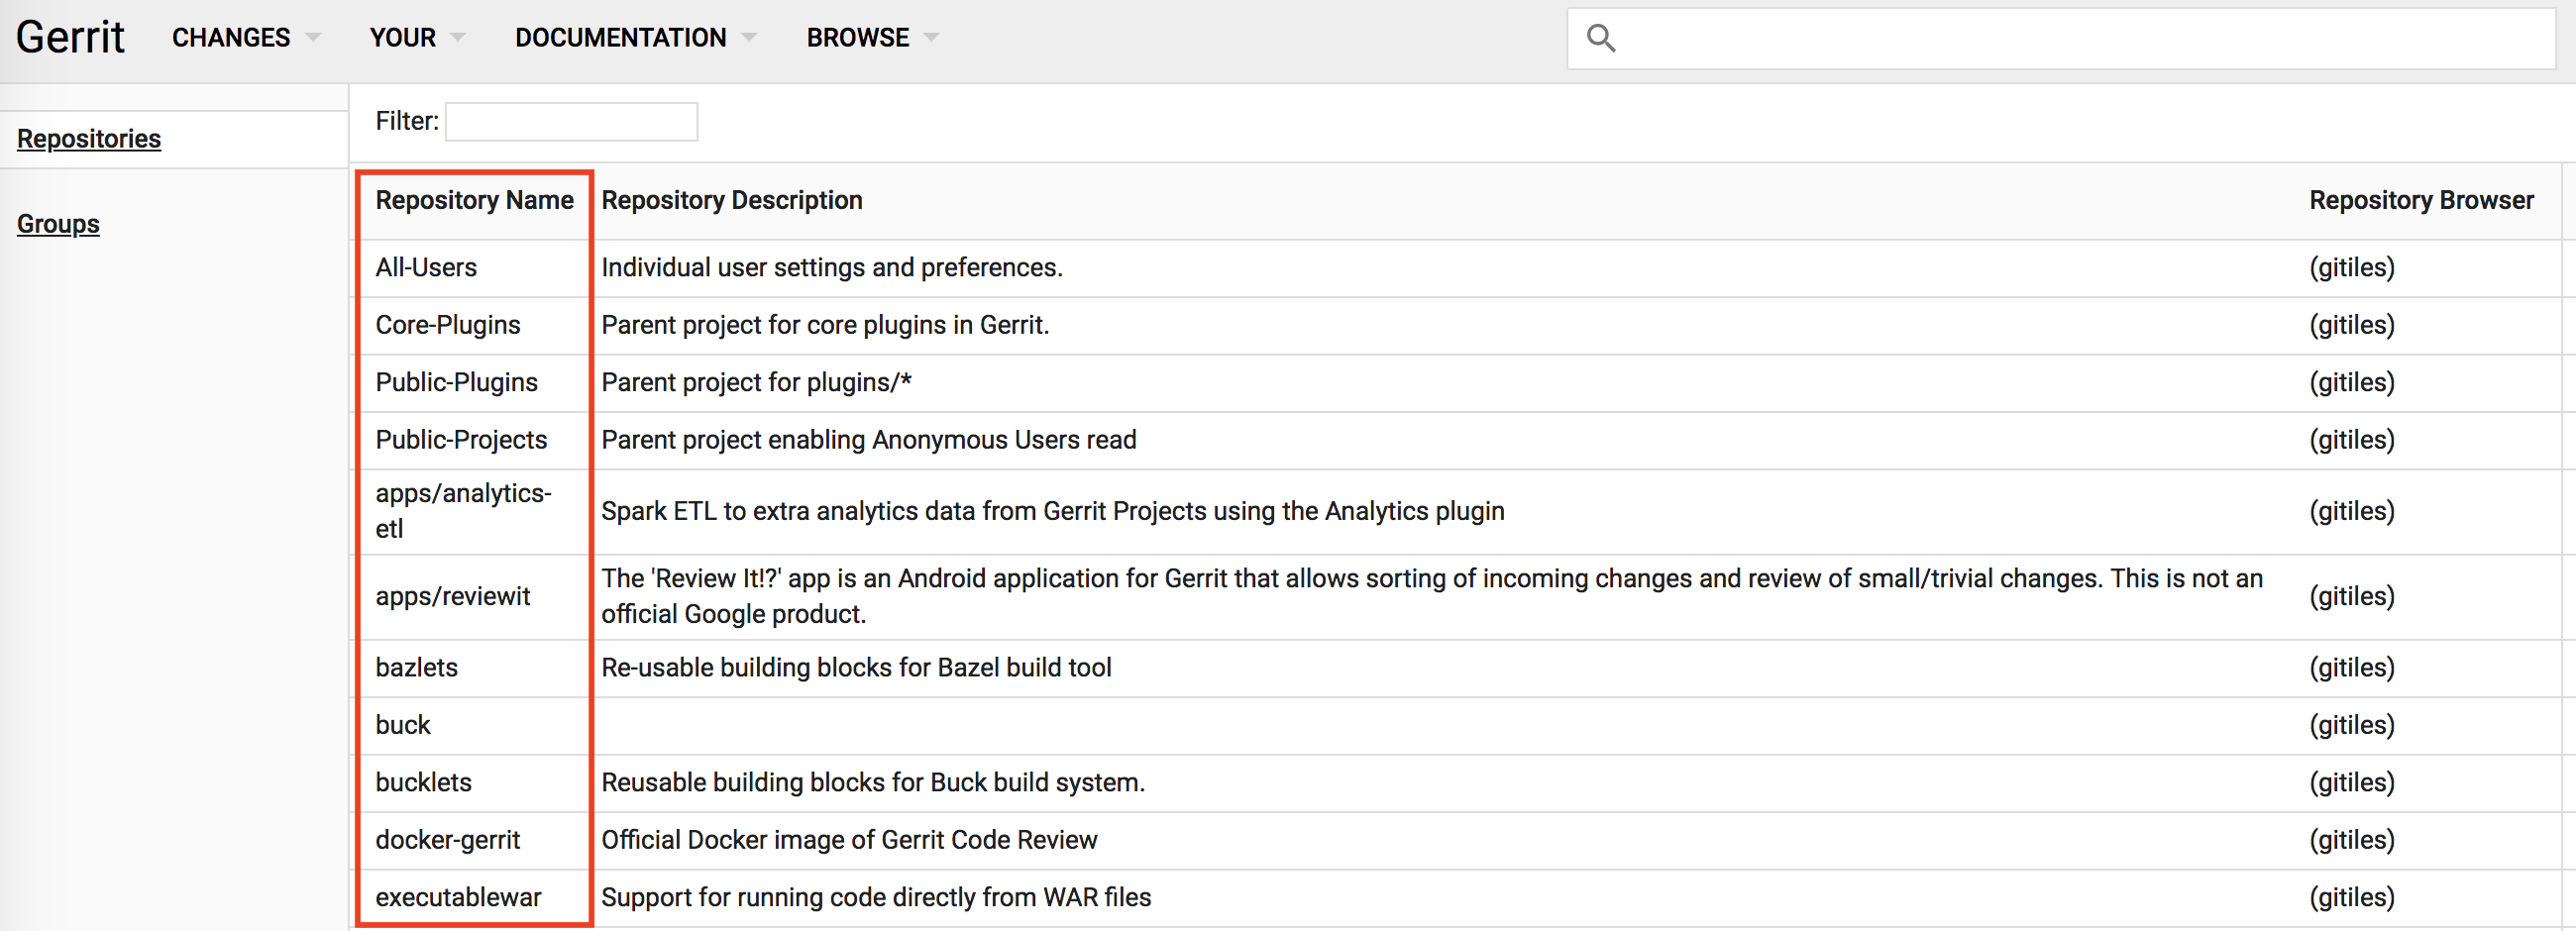 Gerrit CHANGES YOUR DOCUMENTATION BROWSE
Filter:
Repositories
Groups
Repository Name Repository Description Repository Browser
All-Users Individual user settings and preferences. (gitiles)
Core-Plugins Parent project for core plugins in Gerrit. (gitiles)
Public-Plugins Parent project for plugins/* (gitiles)
Public-Projects Parent project enabling Anonymous Users read (gitiles)
apps/analytics-
etl Spark ETL to extra analytics data from Gerrit Projects using the Analytics plugin (gitiles)
apps/reviewit The 'Review It!?' app is an Android application for Gerrit that allows sorting of incoming changes and review of small/trivial changes. This is not an
official Google product. (gitiles)
bazlets Re-usable building blocks for Bazel build tool (gitiles)
buck (gitiles)
bucklets Reusable building blocks for Buck build system. (gitiles)
docker-gerrit Official Docker image of Gerrit Code Review (gitiles)
executablewar Support for running code directly from WAR files (gitiles)